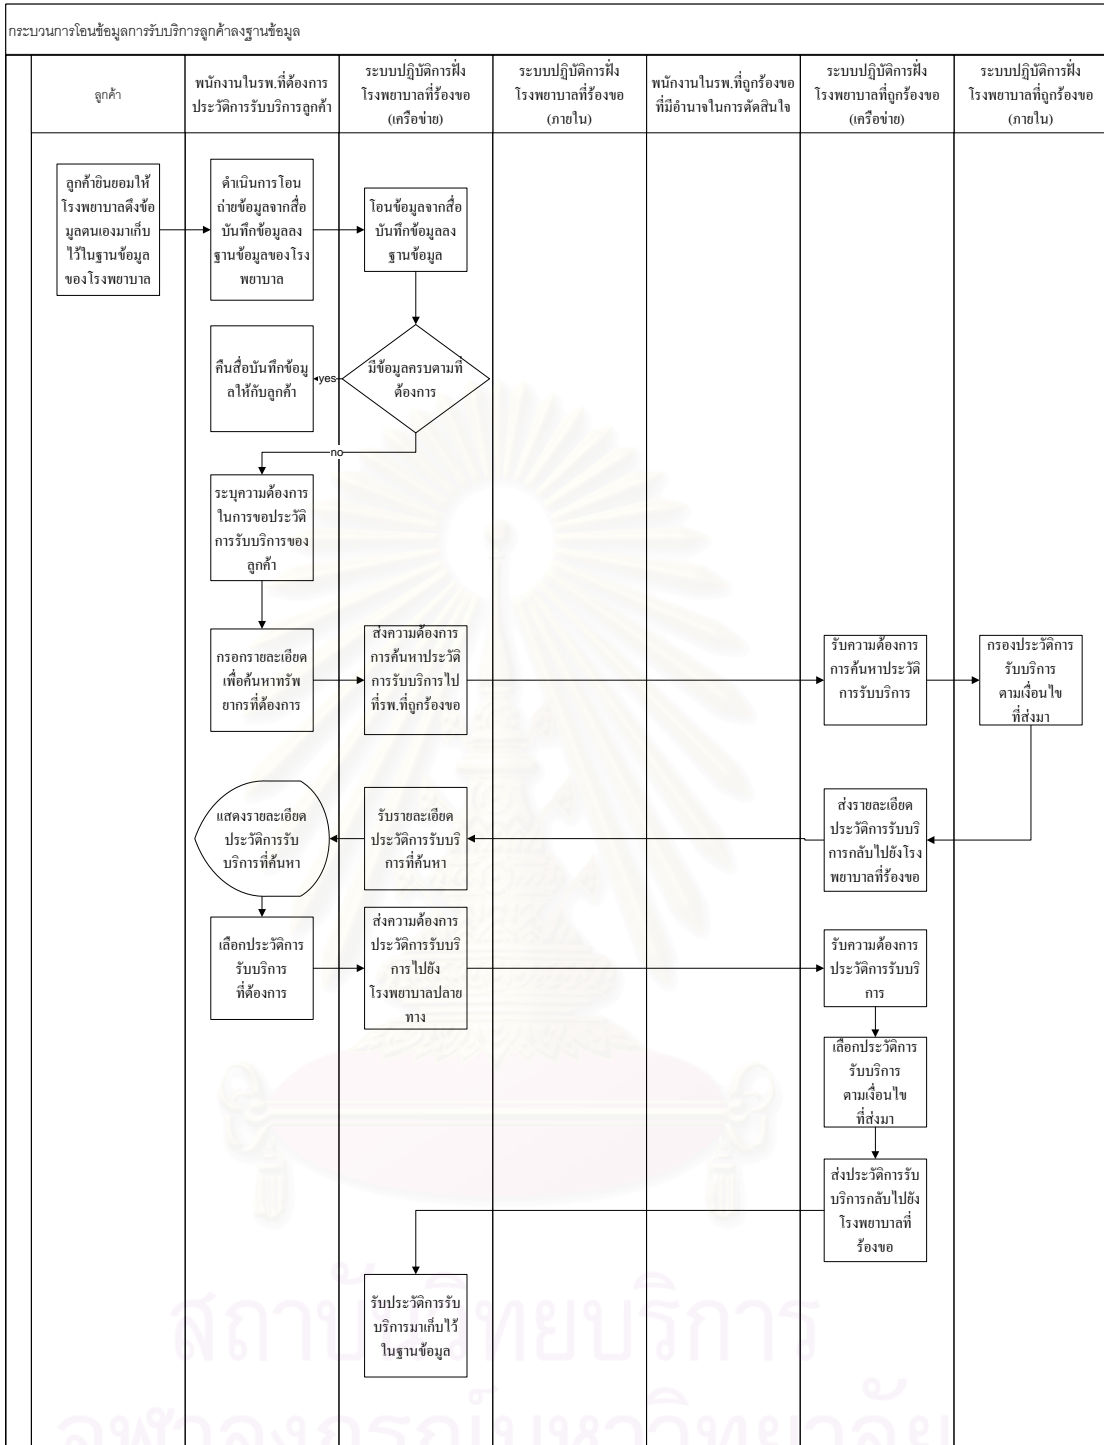 กระบวนการโอนข้อมูลการรับบริการลูกค้าลงฐานข้อมูล
ลูกค้า
พนักงานในรพ.ที่ต้องการ
ประวัติการรับบริการลูกค้า
ระบบปฏิบัติการฝั่ง
โรงพยาบาลที่ร้องขอ
(เครือข่าย)
ระบบปฏิบัติการฝั่ง
โรงพยาบาลที่ร้องขอ
(ภายใน)
พนักงานในรพ.ที่ถูกร้องขอ
ที่มีอำนาจในการตัดสินใจ
ระบบปฏิบัติการฝั่ง
โรงพยาบาลที่ถูกร้องขอ
(เครือข่าย)
ระบบปฏิบัติการฝั่ง
โรงพยาบาลที่ถูกร้องขอ
(ภายใน)
ลูกค้ายินยอมให้
โรงพยาบาลดึงข้อ
มูลตนเองมาเก็บ
ไว้ในฐานข้อมูล
ของโรงพยาบาล
ดำเนินการโอน
ถ่ายข้อมูลจากสื่อ
บันทึกข้อมูลลง
ฐานข้อมูลของโรง
พยาบาล
โอนข้อมูลจากสื่อ
บันทึกข้อมูลลง
ฐานข้อมูล
คืนสื่อบันทึกข้อมู
ลให้กับลูกค้า
yes
มีข้อมูลครบตามที่
ต้องการ
no
ระบุความต้องการ
ในการขอประวัติ
การรับบริการของ
ลูกค้า
กรอกรายละเอียด
เพื่อค้นหาทรัพ
ยากรที่ต้องการ
ส่งความต้องการ
การค้นหาประวัติ
การรับบริการไป
ที่รพ.ที่ถูกร้องขอ
รับความต้องการ
การค้นหาประวัติ
การรับบริการ
กรองประวัติการ
รับบริการ
ตามเงื่อนไข
ที่ส่งมา
แสดงรายละเอียด
ประวัติการรับ
บริการที่ค้นหา
รับรายละเอียด
ประวัติการรับบริ
การที่ค้นหา
ส่งรายละเอียด
ประวัติการรับบริ
การกลับไปยังโรง
พยาบาลที่ร้องขอ
เลือกประวัติการ
รับบริการ
ที่ต้องการ
ส่งความต้องการ
ประวัติการรับบริ
การไปยัง
โรงพยาบาลปลาย
ทาง
รับความต้องการ
ประวัติการรับบริ
การ
เลือกประวัติการ
รับบริการ
ตามเงื่อนไข
ที่ส่งมา
ส่งประวัติการรับ
บริการกลับไปยัง
โรงพยาบาลที่
ร้องขอ
รับประวัติการรับ
บริการมาเก็บไว้
ในฐานข้อมูล
สถาบันวิทยบริการ
จุฬาลงกรณ์มหาวิทยาลัย